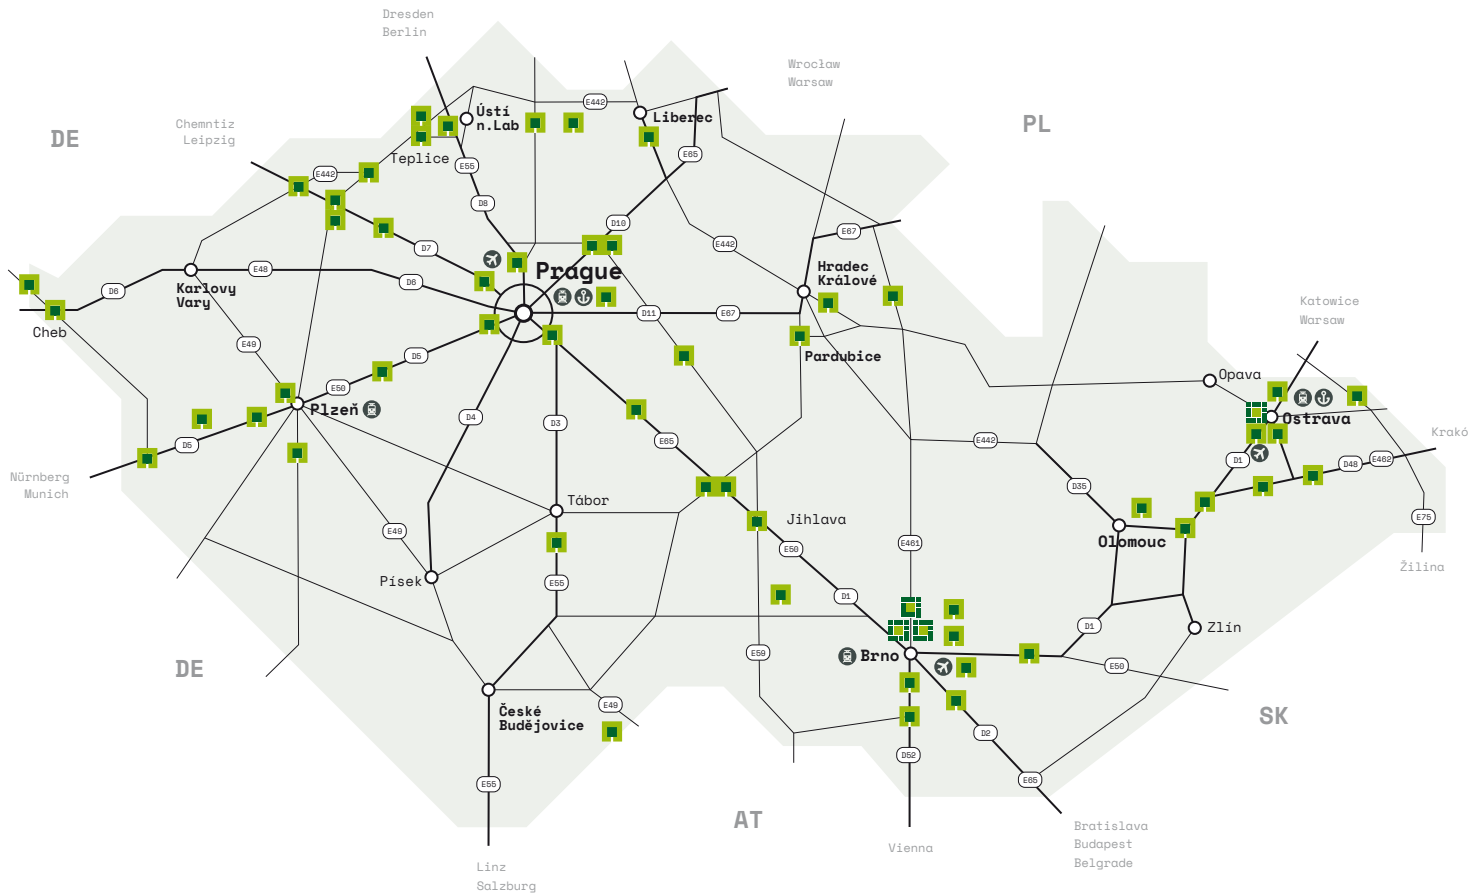 Dresden
Berlin
Wrocław
Warsaw
DE
Chemntiz
Leipzig
PL
Ústí
n.Lab
E442
Liberec
Teplice
E442
E55
E65
D8
D10
D7
E442
E67
Prague
Hradec
Králové
E48
D6
D6
Karlovy
Vary
Katowice
Warsaw
D11
E67
Cheb
E49
D5
Pardubice
Opava
E50
Plzeň
D4
D3
Ostrava
E65
E442
Krakó
D5
D1
D48
E462
Nürnberg
Munich
D35
Tábor
Jihlava
E75
E49
E461
Olomouc
E50
Žilina
Písek
E55
D1
D1
Zlín
E59
Brno
E50
DE
E49
SK
České
Budějovice
D2
D52
E55
E65
AT
Bratislava
Budapest
Belgrade
Vienna
Linz
Salzburg